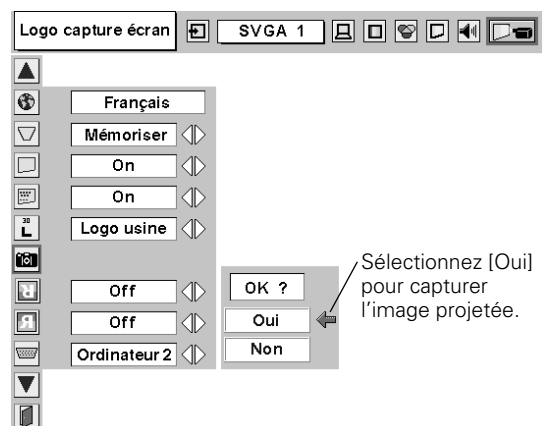 Logo capture écran
SVGA 1
Français
Mémoriser
On
On
30
L
Logo usine
Off
Off
Ordinateur 2
OK ?
Oui
Non
Sélectionnez [Oui]
pour capturer
l’image projetée.